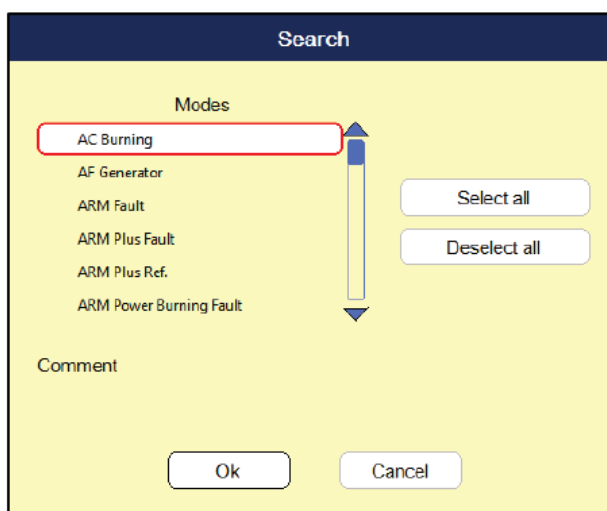 Search
Modes
AC Burning
AF Generator
ARM Fault
ARM Plus Fault
ARM Plus Ref.
ARM Power Burning Fault
Select all
Deselect all
Comment
Ok
Cancel